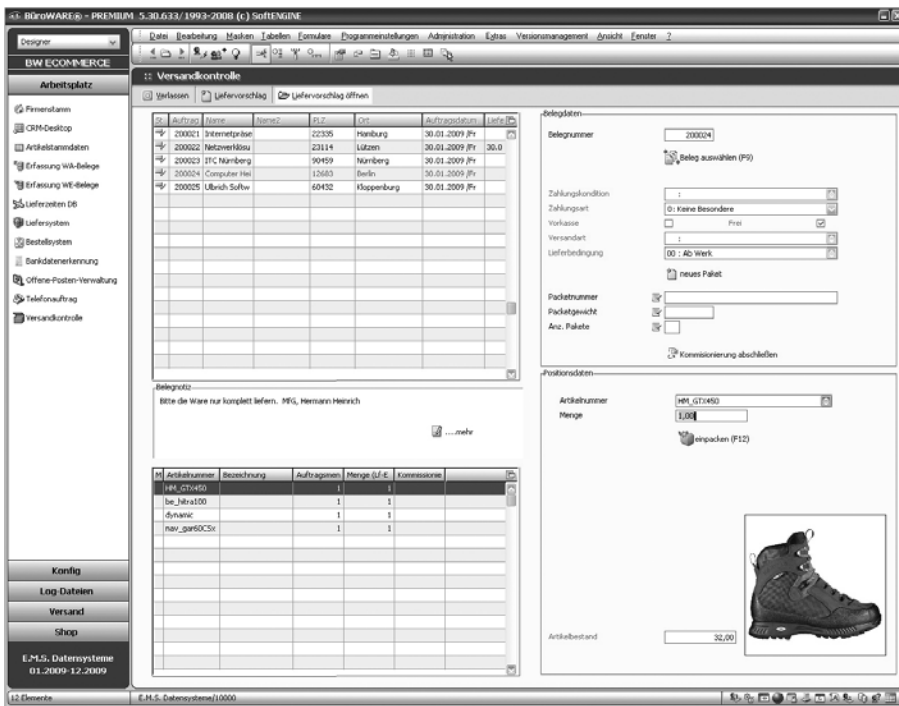 BüroWARE® - PREMIUM 5.30.633/1993-2008 (c) SoftENGINE
Datei Bearbeitung Masken Tabellen Formulare Programmeinstellungen Administration Extras Versionsmanagement Ansicht Fenster ?
Designer
BW ECOMMERCE
Arbeitsplatz
Firmenstamm
CRM-Desktop
Artikelstammdaten
Erfassung WA-Belege
Erfassung WE-Belege
Lieferzeiten DB
Liefersystem
Bestellsystem
Bankdatenerkennung
Offene-Posten-Verwaltung
Telefonauftrag
Versandkontrolle
Konfig
Log-Dateien
Versand
Shop
E.M.S. Datensysteme
01.2009-12.2009
:: Versandkontrolle
Verlassen Liefervorschlag Liefervorschlag öffnen
St Auftrag Name Name2 PLZ Ort Auftragsdatum Liefe
200021 Internetpräse 22335 Hamburg 30.01.2009 /Fr
200022 Netzwerklösu 23114 Lützen 30.01.2009 /Fr 30.0
200023 ITC Nürnberg 90459 Nürnberg 30.01.2009 /Fr
200024 Computer Hei 12683 Berlin 30.01.2009 /Fr
200025 Ulbrich Softw 60432 Kloppenburg 30.01.2009 /Fr
Belegnotiz
Bitte die Ware nur komplett liefern. MFG, Hermann Heinrich
....mehr
M Artikelnummer Bezeichnung Auftragsmen Menge (Lf-E Kommissionie
HM_GTX450 1 1
be_hitra100 1 1
dynamic 1 1
nav_gar60CSx 1 1
Belegdaten
Belegnummer 200024
Beleg auswählen (F9)
Zahlungskondition :
Zahlungsart 0: Keine Besondere
Vorkasse Frei
Versandart :
Lieferbedingung 00 : Ab Werk
neues Paket
Packetnummer
Packetgewicht
Anz. Pakete
Kommisionierung abschließen
Positionsdaten
Artikelnummer HM_GTX450
Menge 1,00
einpacken (F12)
Artikelbestand 32,00
12 Elemente
E.M.S. Datensysteme/10000